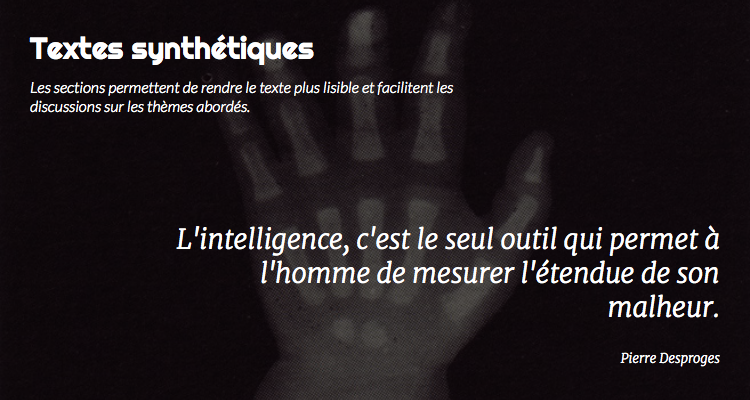 Textes synthétiques
Les sections permettent de rendre le texte plus lisible et facilitent les
discussions sur les thèmes abordés.
L'intelligence, c'est le seul outil qui permet à
l'homme de mesurer l'étendue de son
malheur.
Pierre Desproges